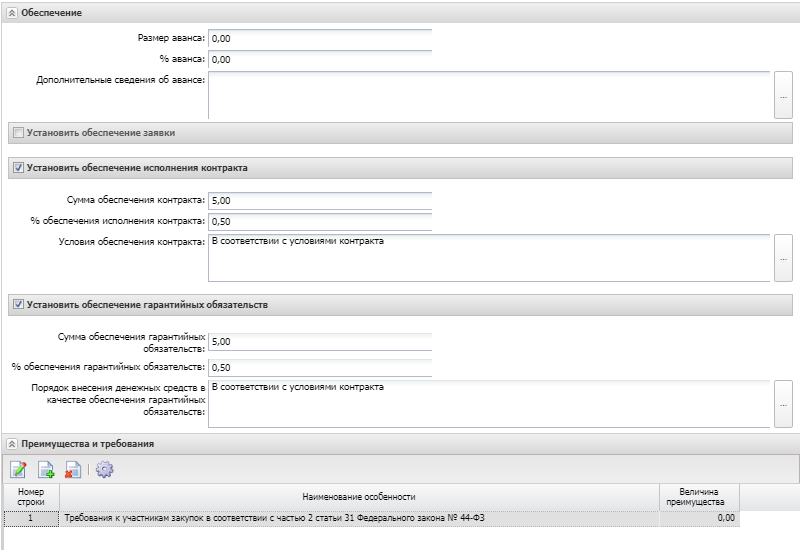 Обеспечение
Размер аванса: 0,00
% аванса: 0,00
Дополнительные сведения об авансе:
...
Установить обеспечение заявки
Установить обеспечение исполнения контракта
Сумма обеспечения контракта: 5,00
% обеспечения исполнения контракта: 0,50
Условия обеспечения контракта: В соответствии с условиями контракта
...
Установить обеспечение гарантийных обязательств
Сумма обеспечения гарантийных
обязательств: 5,00
% обеспечения гарантийных обязательств: 0,50
Порядок внесения денежных средств в В соответствии с условиями контракта
качестве обеспечения гарантийных
обязательств:
...
Преимущества и требования
Номер
строки
Наименование особенности
Величина
преимущества
1 Требования к участникам закупок в соответствии с частью 2 статьи 31 Федерального закона № 44-ФЗ 0,00